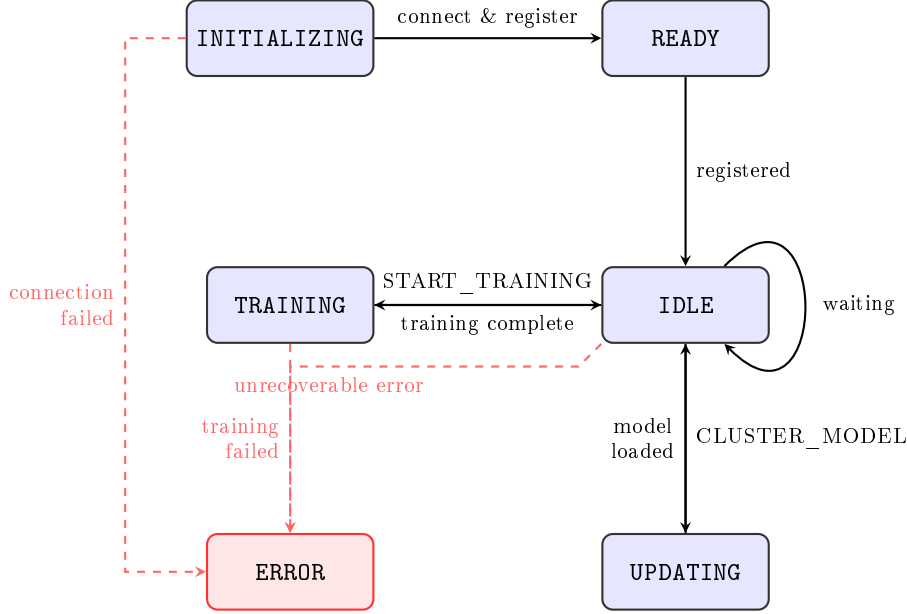 connect & register
INITIALIZING
READY
registered
START_TRAINING
connection
failed
TRAINING
IDLE
waiting
training complete
unrecoverable error
training
failed
model
loaded
CLUSTER_MODEL
ERROR
UPDATING